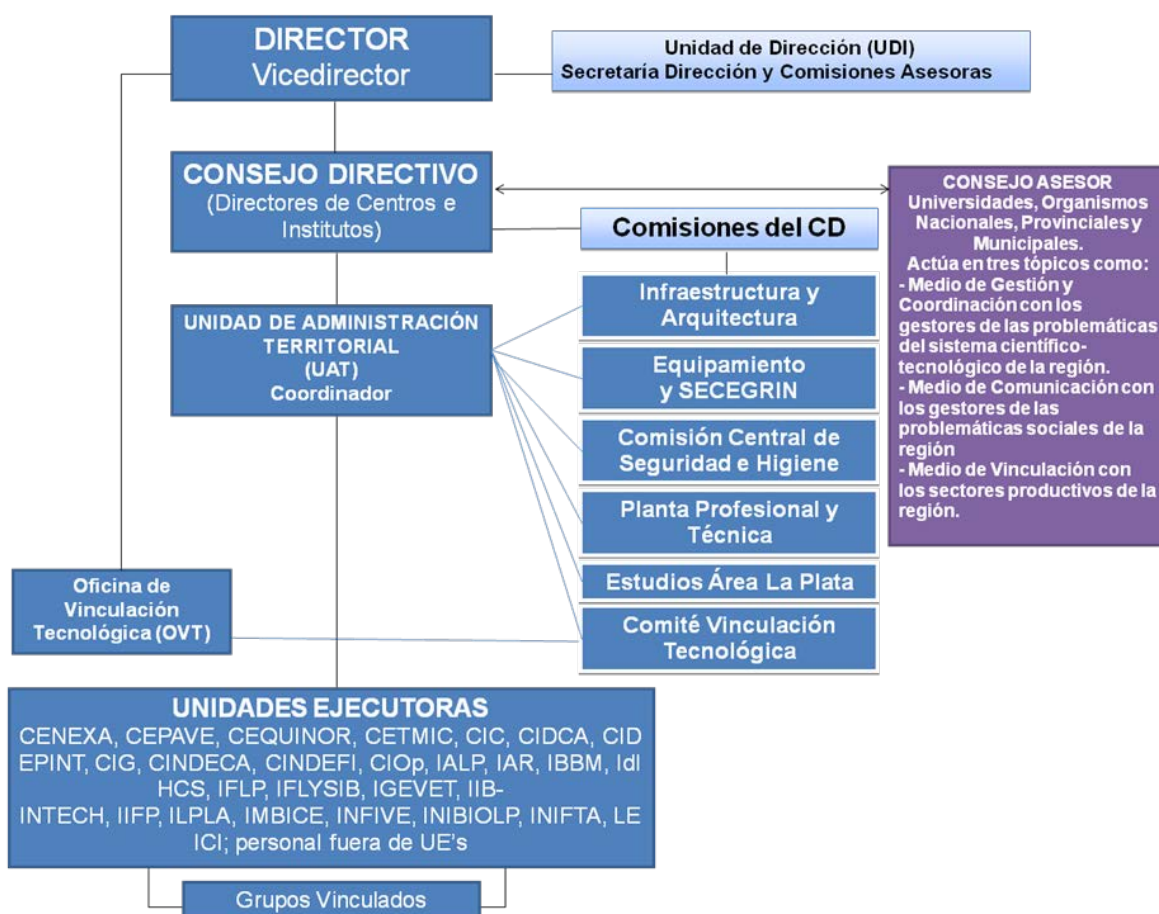 DIRECTOR
Vicedirector
Unidad de Dirección (UDI)
Secretaría Dirección y Comisiones Asesoras
CONSEJO DIRECTIVO
(Directores de Centros e
Institutos)
CONSEJO ASESOR
Universidades, Organismos
Nacionales, Provinciales y
Municipales.
Actúa en tres tópicos como:
- Medio de Gestión y
Coordinación con los
gestores de las problemáticas
del sistema científico-
tecnológico de la región.
- Medio de Comunicación con
los gestores de las
problemáticas sociales de la
región
- Medio de Vinculación con
los sectores productivos de la
región.
Comisiones del CD
Infraestructura y
Arquitectura
Equipamiento
y SECEGRIN
Comisión Central de
Seguridad e Higiene
Planta Profesional y
Técnica
Estudios Área La Plata
Comité Vinculación
Tecnológica
UNIDAD DE ADMINISTRACIÓN
TERRITORIAL
(UAT)
Coordinador
Oficina de
Vinculación
Tecnológica (OVT)
UNIDADES EJECUTORAS
CENEXA, CEPAVE, CEQUINOR, CETMIC, CIC, CIDCA, CID
EPINT, CIG, CINDECA, CINDEFI, CIOp, IALP, IAR, IBBM, IdI
HCS, IFLP, IFLYSIB, IGEVET, IIB-
INTECH, IIFP, ILPLA, IMBICE, INFIVE, INIBIOLP, INIFTA, LE
ICI; personal fuera de UE's
Grupos Vinculados